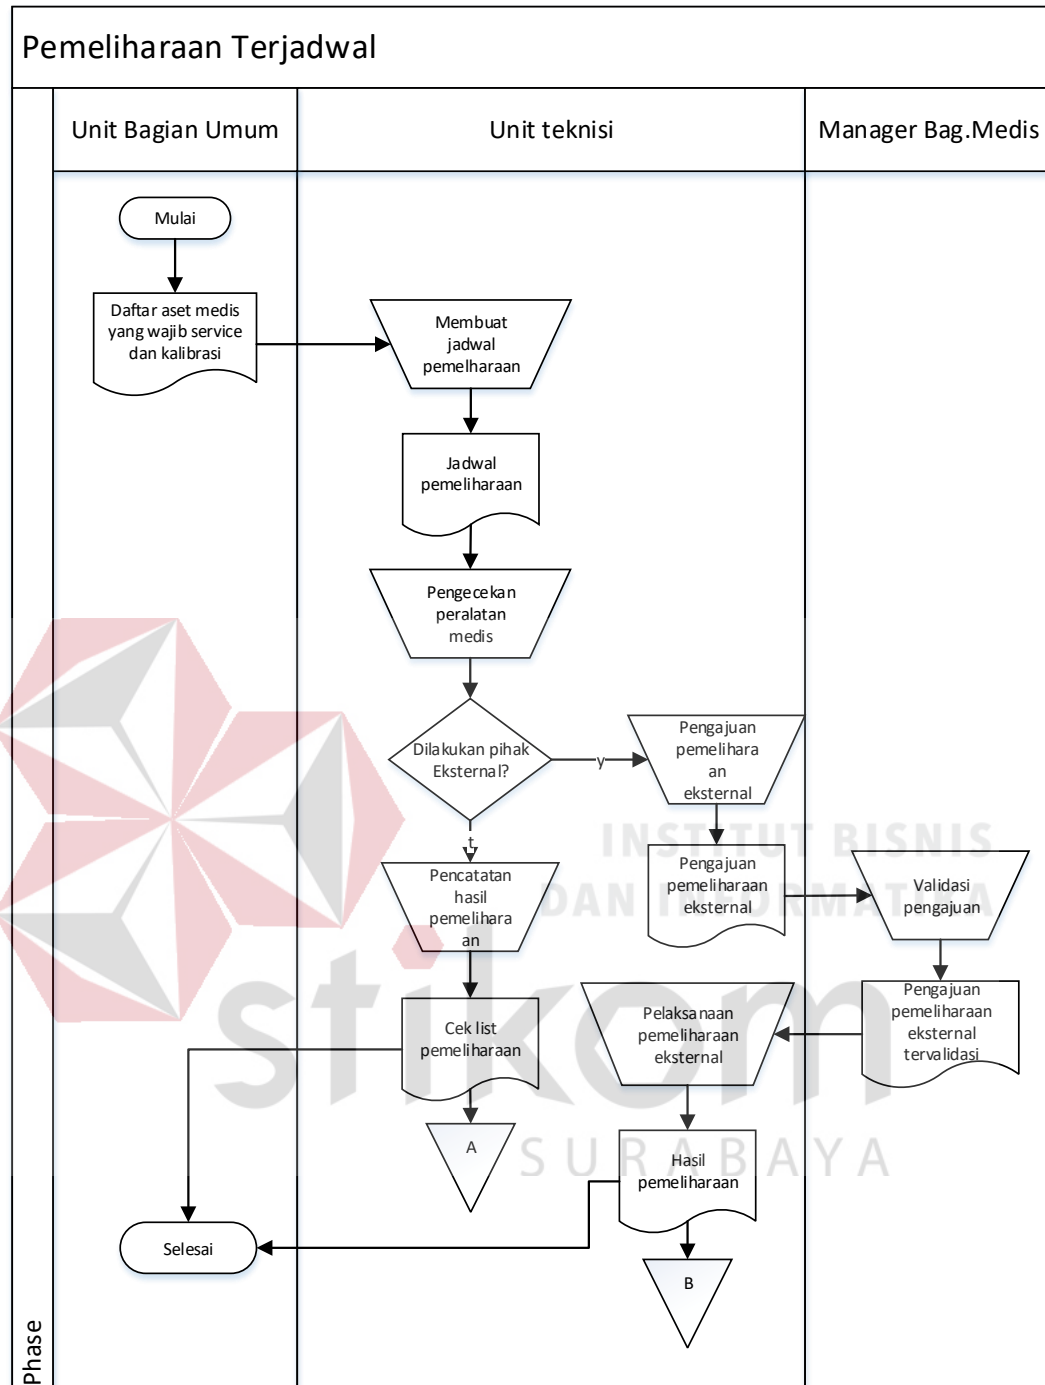 Pemeliharaan Terjadwal
Unit Bagian Umum
Unit teknisi
Manager Bag.Medis
Mulai
Daftar aset medis
yang wajib service
dan kalibrasi
Membuat
jadwal
pemelharaan
Jadwal
pemeliharaan
Pengecekan
peralatan
medis
Dilakukan pihak
Eksternal?
y
t
Pengajuan
pemelihara
an
eksternal
Pengajuan
pemeliharaan
eksternal
Validasi
pengajuan
Pengajuan
pemeliharaan
eksternal
tervalidasi
Pencatatan
hasil
pemelihara
an
Cek list
pemeliharaan
A
Pelaksanaan
pemeliharaan
eksternal
Hasil
pemeliharaan
B
Selesai
Phase
INSTITUT BISNIS
DAN INFORMATIKA
stikom
SURABAYA